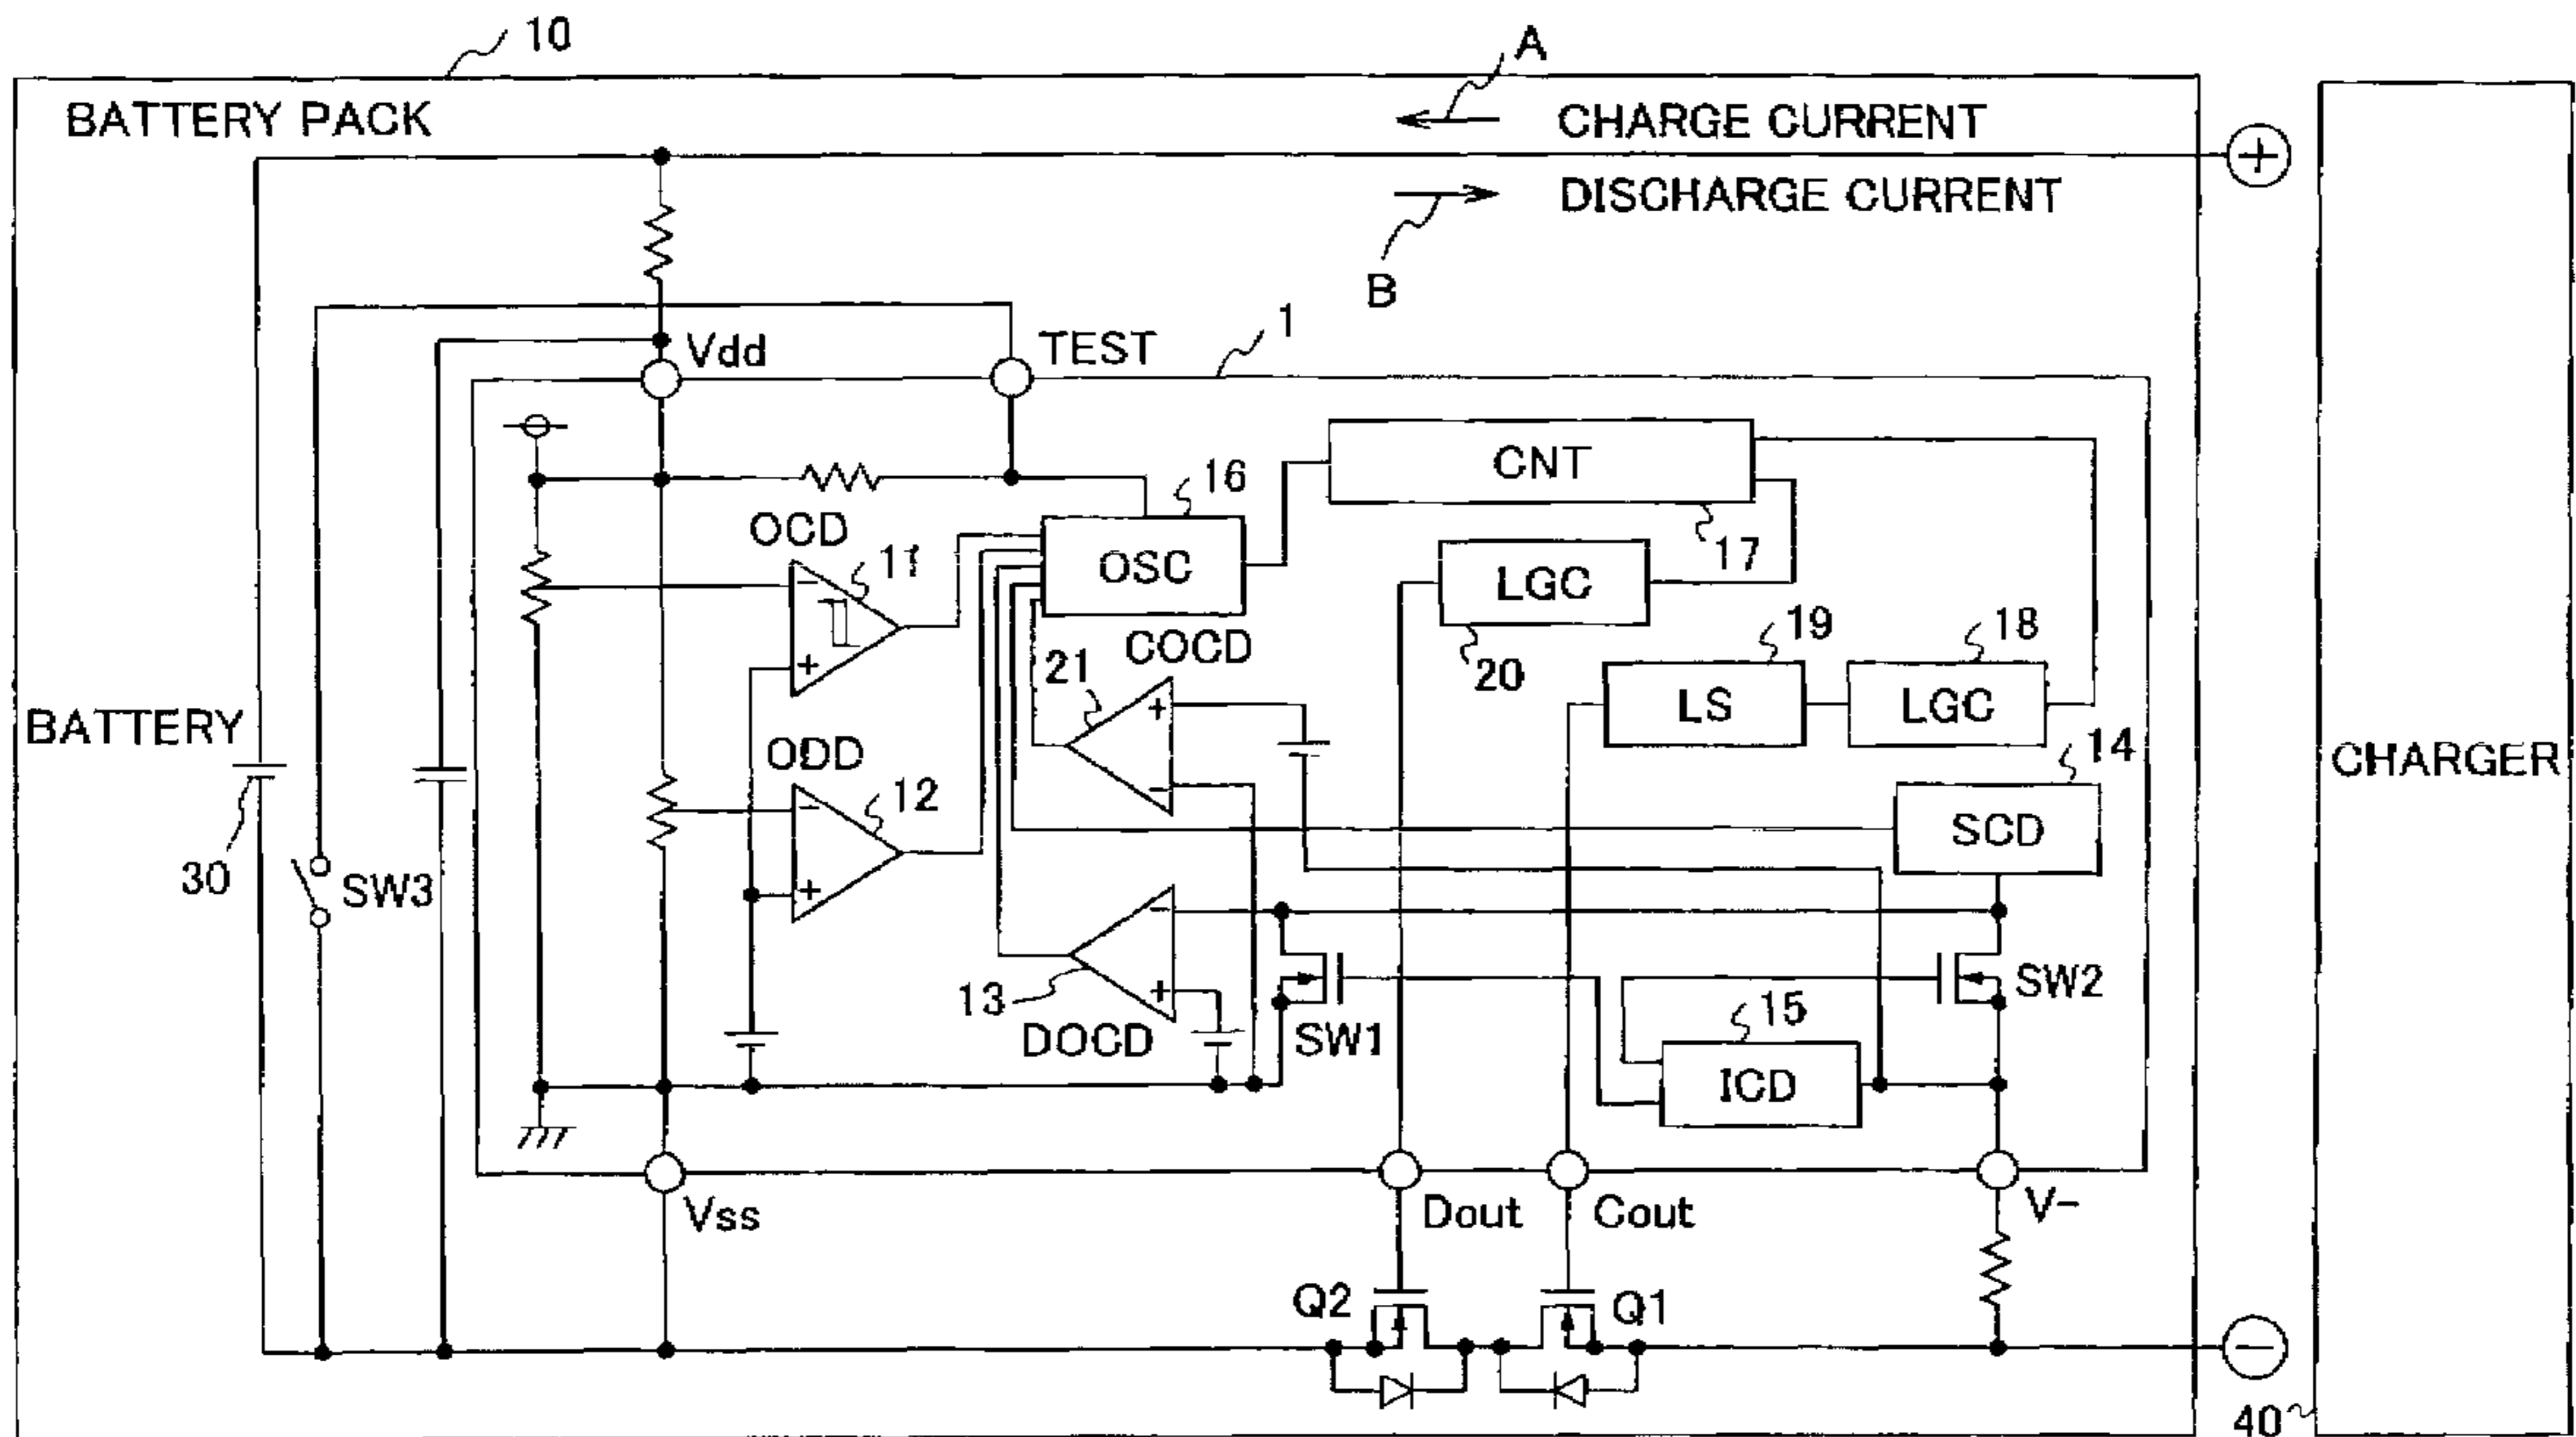 10
A
BATTERY PACK
CHARGE CURRENT
+
DISCHARGE CURRENT
B
1
Vdd
TEST
16
CNT
OCD
11
OSC
17
LGC
-
+
COCD
19
18
21
20
+
LS
LGC
BATTERY
ODD
14
CHARGER
-
12
-
SCD
30
SW3
+
-
SW2
13
+
15
DOCD
SW1
ICD
Vss
Dout
Cout
V-
Q2
Q1
-
40